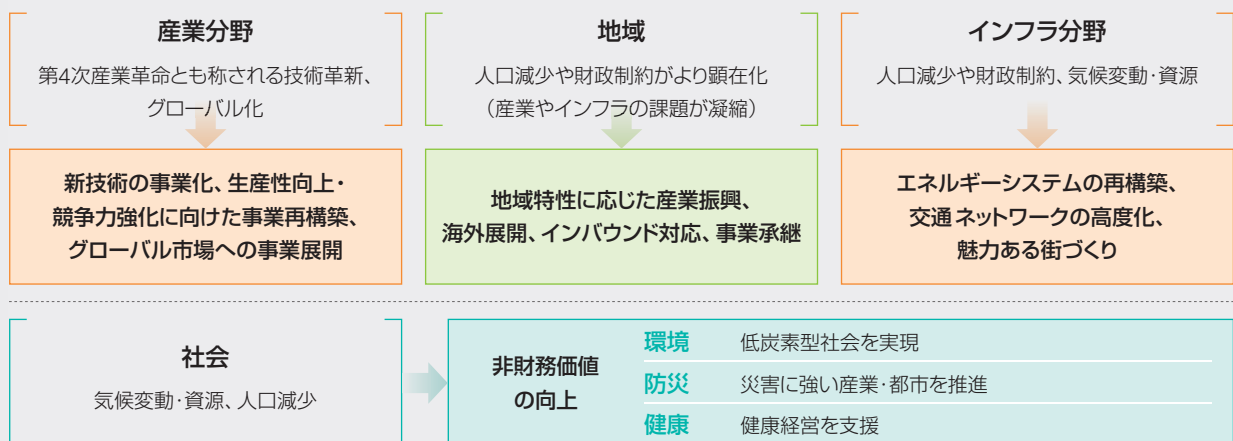 産業分野
第4次産業革命とも称される技術革新、
グローバル化
新技術の事業化、生産性向上・
競争力強化に向けた事業再構築、
グローバル市場への事業展開
地域
人口減少や財政制約がより顕在化
（産業やインフラの課題が凝縮）
地域特性に応じた産業振興、
海外展開、インバウンド対応、事業承継
インフラ分野
人口減少や財政制約、気候変動・資源
エネルギーシステムの再構築、
交通ネットワークの高度化、
魅力ある街づくり
社会
気候変動・資源、人口減少
非財務価値
の向上
環境 低炭素型社会を実現
防災 災害に強い産業・都市を推進
健康 健康経営を支援